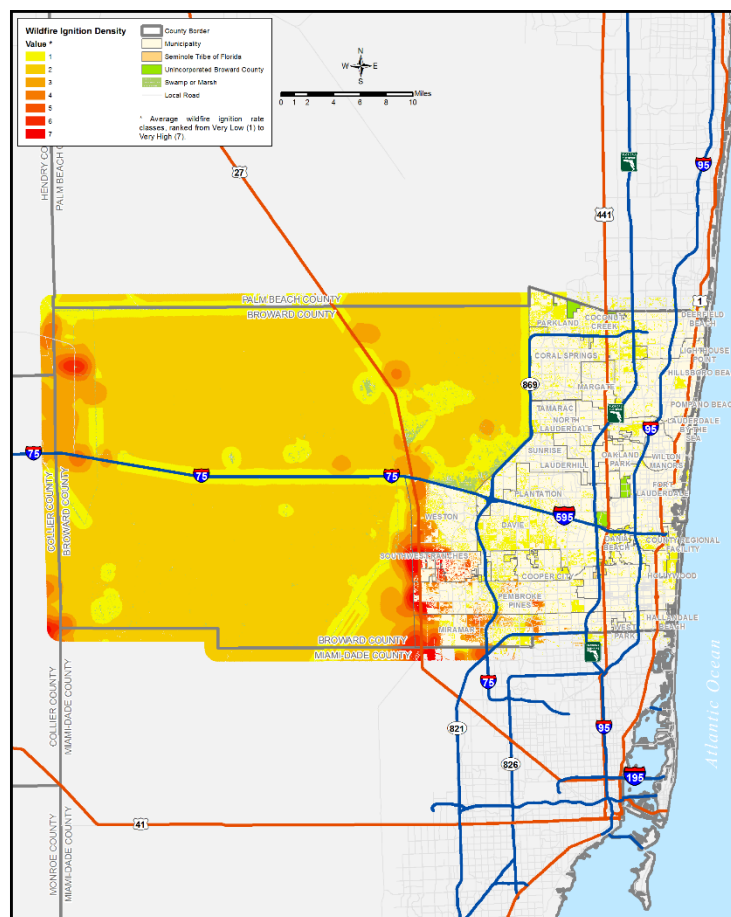 Wildfire Ignition Density
Value *
1
2
3
4
5
6
7
County Border
Municipality
Seminole Tribe of Florida
Unincorporated Broward County
Swamp or Marsh
Local Road
* Average wildfire ignition rate
classes, ranked from Very Low (1) to
Very High (7).
N
W E
S
Miles
0 1 2 4 6 8 10
HENDRY CO
PALM BEACH C
27
441
95
1
PALM BEACH COUNTY
BROWARD COUNTY
PARKLAND
COCONUT
CREEK
DEERFIELD
BEACH
CORAL SPRINGS
LIGHTHOUSE
POINT
HILLSBORO BEA
869
MARGATE
POMPANO BEACH
TAMARAC
NORTH
LAUDERDALE
LAUDERDALE
BY THE
SEA
95
SUNRISE
OAKLAND
PARK
WILTON
MANORS
LAUDERHILL
75
75
75
FORT
LAUDERDALE
PLANTATION
WESTON
595
DAVIE
DANIA
BEACH
COUNTY REGIONAL
FACILITY
SOUTHWEST RANCHES
COOPER CITY
HOLLYWOOD
PEMBROKE
PINES
HALLANDALE
BEACH
MIRAMAR
WEST
PARK
COLLIER COUNTY
BROWARD COUNTY
BROWARD COUNTY
MIAMI-DADE COUNTY
75
COLLIER COUNTY
MIAMI-DADE COUNTY
821
826
95
195
41
MONROE COUNTY
MIAMI-DADE COUNTY
Atlantic Ocean